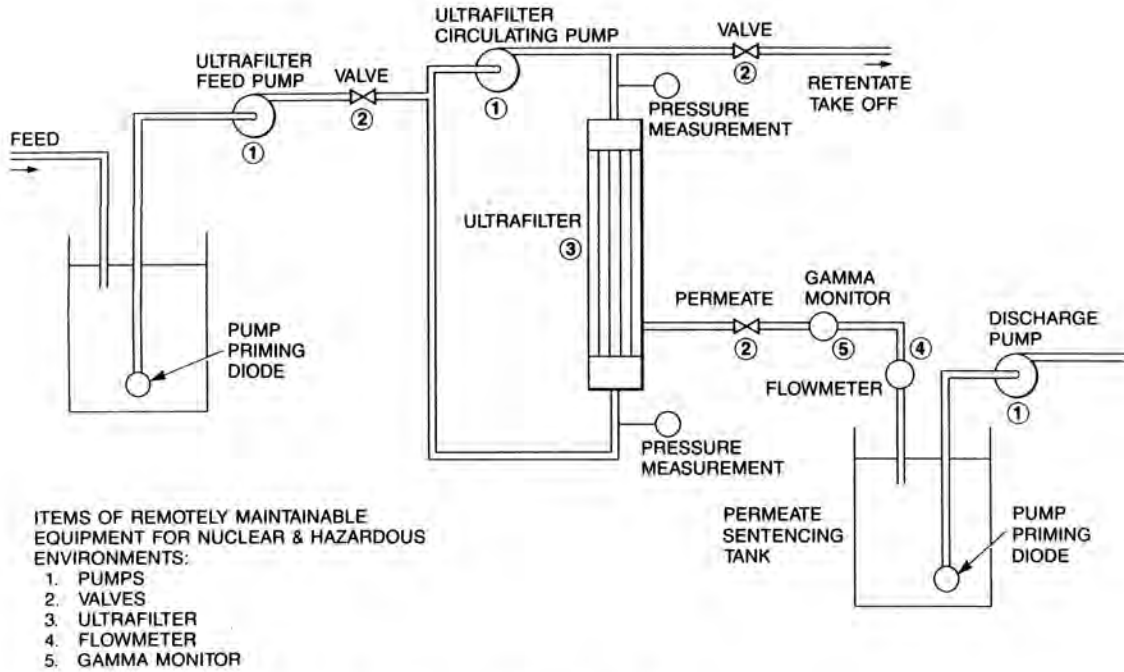 ULTRAFILTER
CIRCULATING PUMP
VALVE
②
RETENTATE
TAKE OFF
ULTRAFILTER
FEED PUMP
VALVE
①
②
①
PRESSURE
MEASUREMENT
FEED
ULTRAFILTER
③
PUMP
PRIMING
DIODE
PERMEATE
②
GAMMA
MONITOR
⑤
④
FLOWMETER
DISCHARGE
PUMP
①
PRESSURE
MEASUREMENT
PERMEATE
SENTENCING
TANK
PUMP
PRIMING
DIODE
ITEMS OF REMOTELY MAINTAINABLE
EQUIPMENT FOR NUCLEAR & HAZARDOUS
ENVIRONMENTS:
1. PUMPS
2. VALVES
3. ULTRAFILTER
4. FLOWMETER
5. GAMMA MONITOR